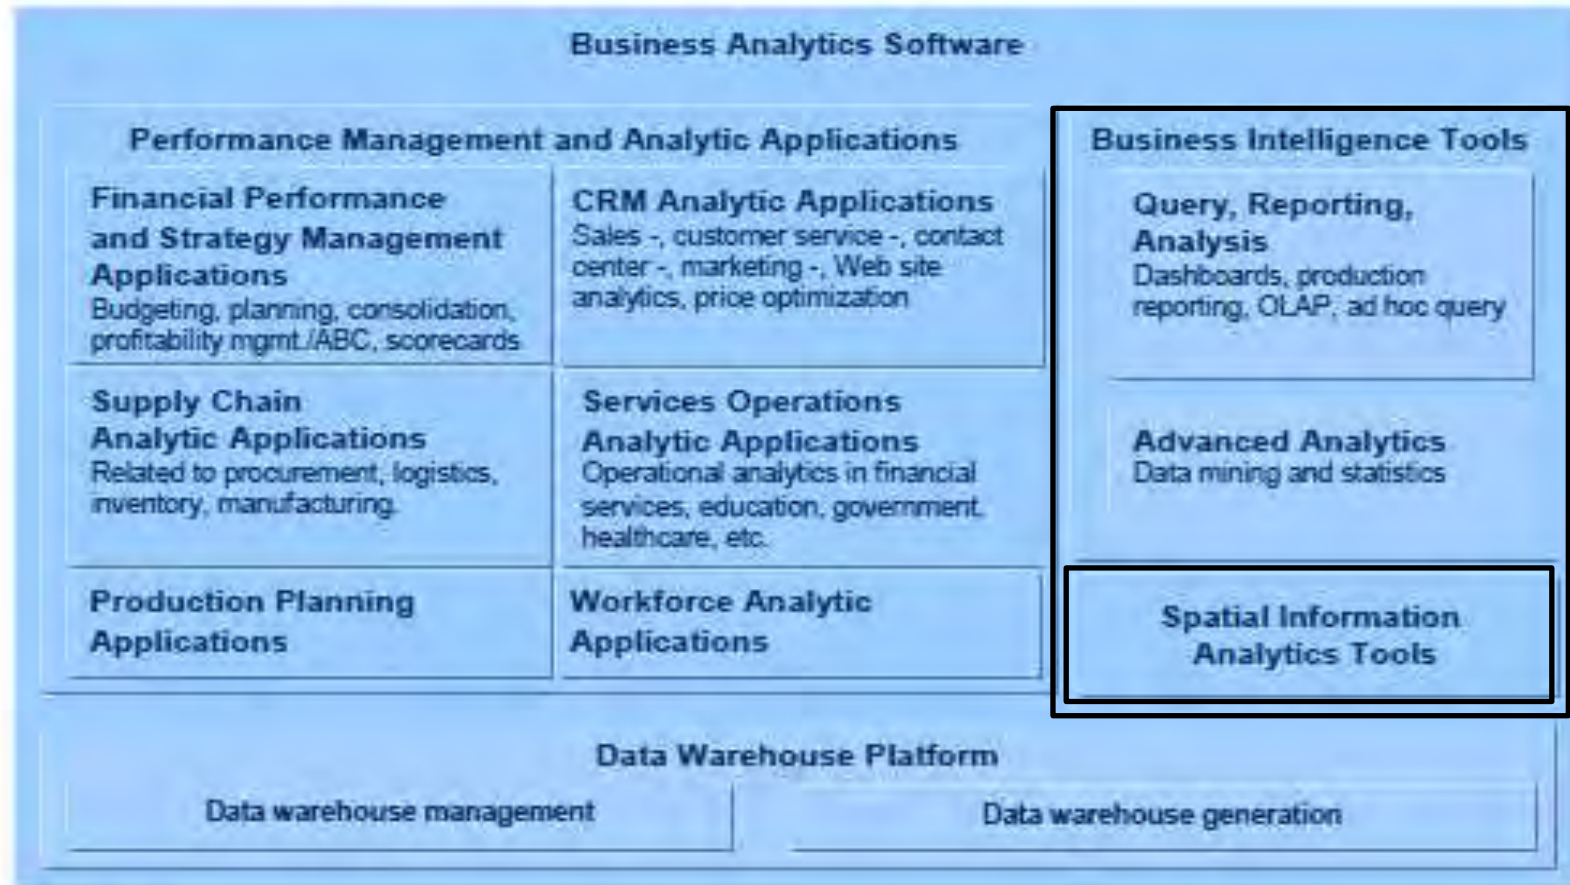 Business Analytics Software
Performance Management and Analytic Applications
Financial Performance
and Strategy Management
Applications
Budgeting, planning, consolidation,
profitability mgmt./ABC, scorecards
CRM Analytic Applications
Sales -, customer service -, contact
center -, marketing -, Web site
analytics, price optimization
Supply Chain
Analytic Applications
Related to procurement, logistics,
inventory, manufacturing.
Services Operations
Analytic Applications
Operational analytics in financial
services, education, government,
healthcare, etc.
Production Planning
Applications
Workforce Analytic
Applications
Business Intelligence Tools
Query, Reporting,
Analysis
Dashboards, production
reporting, OLAP, ad hoc query
Advanced Analytics
Data mining and statistics
Spatial Information
Analytics Tools
Data Warehouse Platform
Data warehouse management
Data warehouse generation